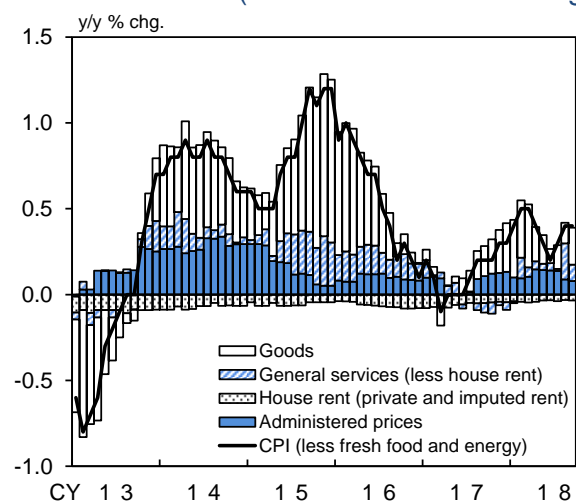 y/y % chg.
1.5
1.0
0.5
0.0
-0.5
-1.0
Goods
General services (less house rent)
House rent (private and imputed rent)
Administered prices
CPI (less fresh food and energy)
CY 13 14 15 16 17 18